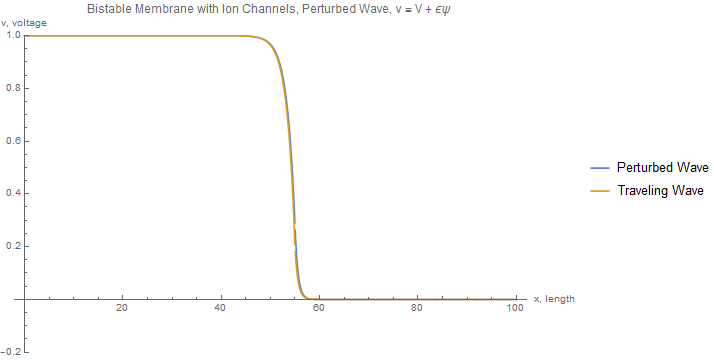 Bistable Membrane with Ion Channels, Perturbed Wave, v = V + ϵψ
v, voltage
1.0
0.8
0.6
0.4
0.2
-0.2
20 40 60 80 100
x, length
Perturbed Wave
Traveling Wave